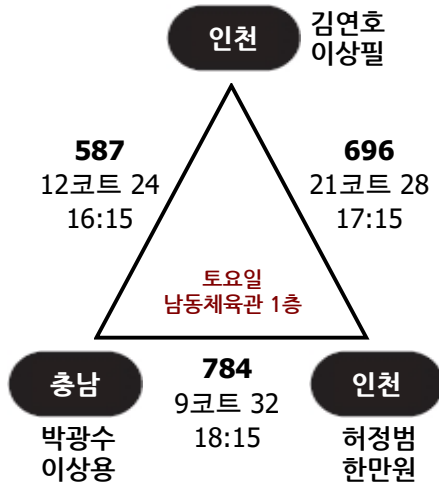 인천
김연호
이상필
587
12코트 24
16:15
696
21코트 28
17:15
토요일
남동체육관 1층
충남
박광수
이상용
784
9코트 32
18:15
인천
허정범
한만원